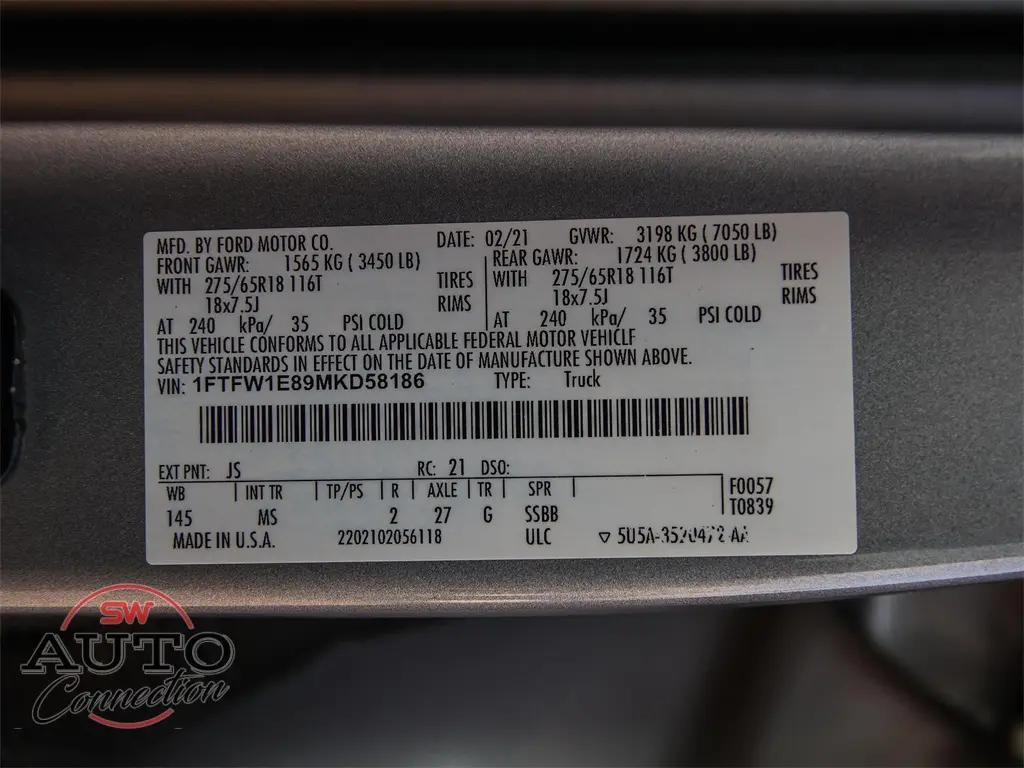 MFD. BY FORD MOTOR CO. DATE: 02/21 GVWR: 3198 KG ( 7050 LB)
FRONT GAWR: 1565 KG ( 3450 LB) REAR GAWR: 1724 KG ( 3800 LB)
WITH 275/65R18 116T TIRES WITH 275/65R18 116T TIRES
18x7.5J RIMS 18x7.5J RIMS
AT 240 kPa/ 35 PSI COLD AT 240 kPa/ 35 PSI COLD
THIS VEHICLE CONFORMS TO ALL APPLICABLE FEDERAL MOTOR VEHICLE
SAFETY STANDARDS IN EFFECT ON THE DATE OF MANUFACTURE SHOWN ABOVE.
VIN: 1FTFW1E89MKD58186 TYPE: Truck
EXT PNT: JS RC: 21 DSO:
WB INT TR TP/PS R AXLE TR SPR F0057
145 MS 2 27 G SSBB T0839
MADE IN U.S.A. 2202102056118 ULC ▽ 5U5A-3520472-AA
SW
AUTO
Connection